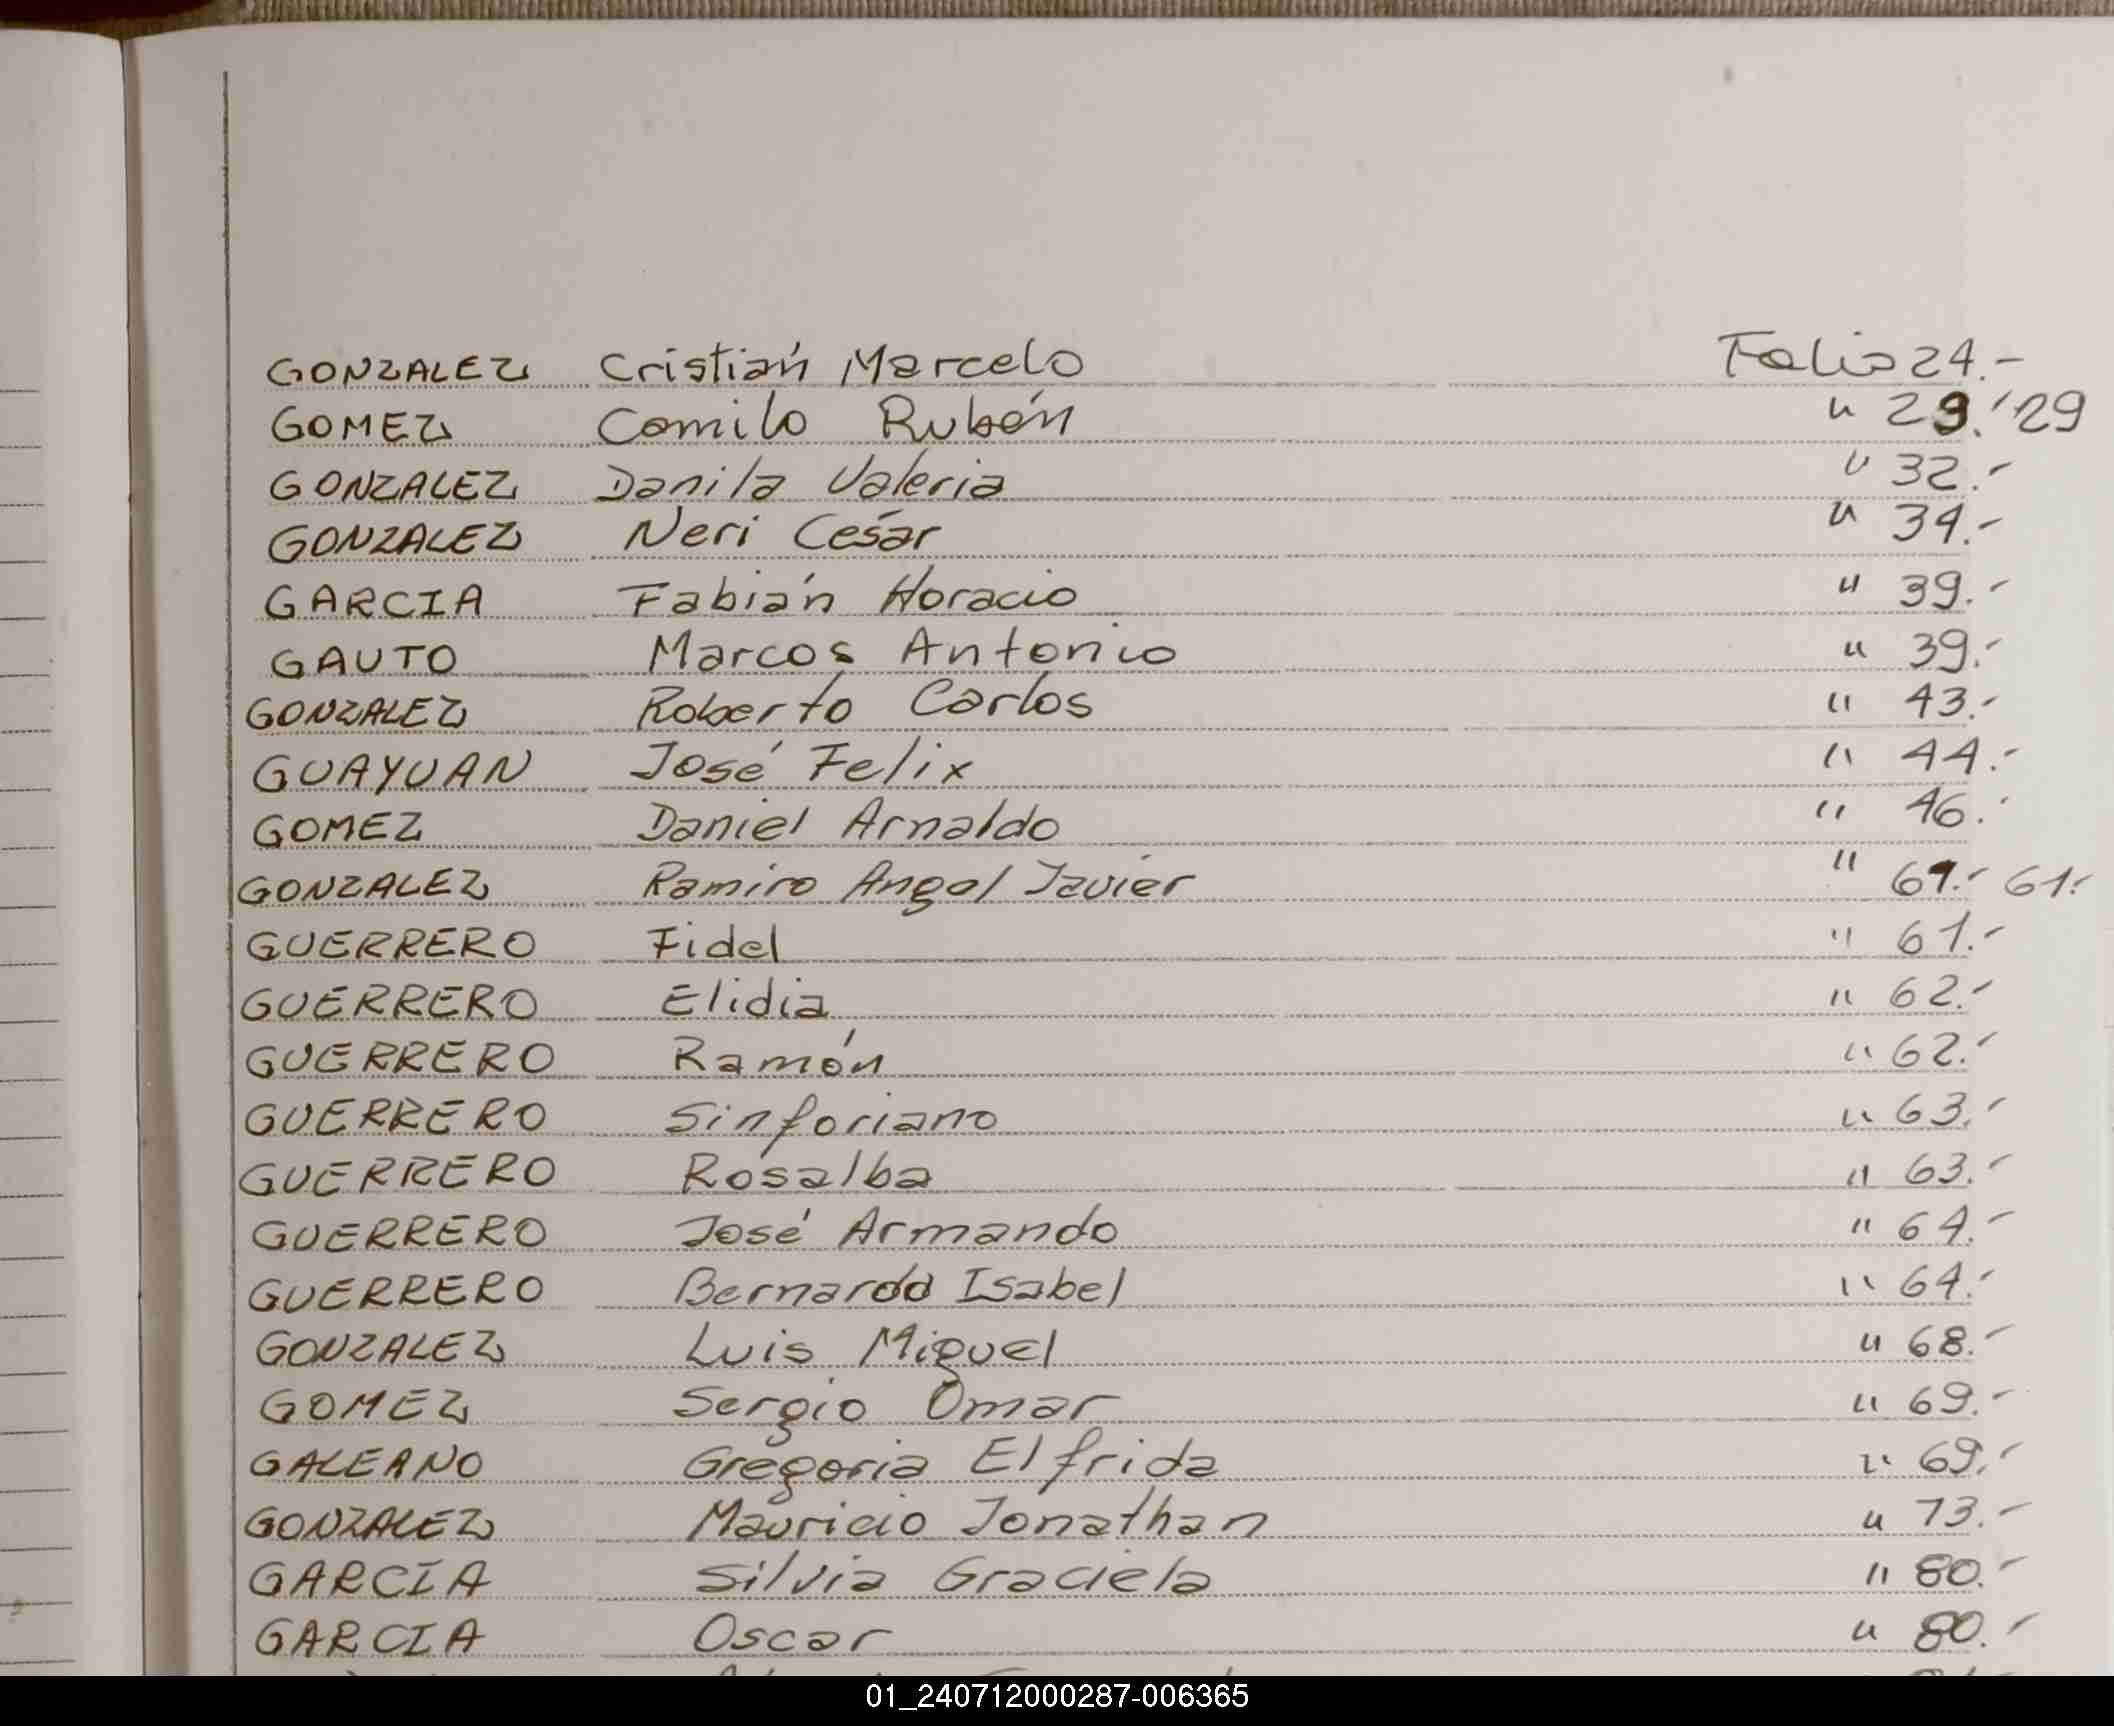 GONZALEZ Cristián Marcelo Folio 24.-
GOMEZ Camilo Rubén " 29.- 29
GONZALEZ Danila Valeria " 32.-
GONZALEZ Neri César " 34.-
GARCIA Fabián Horacio " 39.-
GAUTO Marcos Antonio " 39.-
GONZALEZ Roberto Carlos " 43.-
GUAYUAN José Felix " 44.-
GOMEZ Daniel Arnaldo " 46.-
GONZALEZ Ramiro Angel Javier " 61.- 61.-
GUERRERO Fidel " 61.-
GUERRERO Elidia " 62.-
GUERRERO Ramón " 62.-
GUERRERO Sinforiano " 63.-
GUERRERO Rosalba " 63.-
GUERRERO José Armando " 64.-
GUERRERO Bernardo Isabel " 64.-
GONZALEZ Luis Miguel " 68.-
GOMEZ Sergio Omar " 69.-
GALEANO Gregoria Elfrida " 69.-
GONZALEZ Mauricio Jonathan " 73.-
GARCIA Silvia Graciela " 80.-
GARCIA Oscar " 80.-
01_240712000287-006365